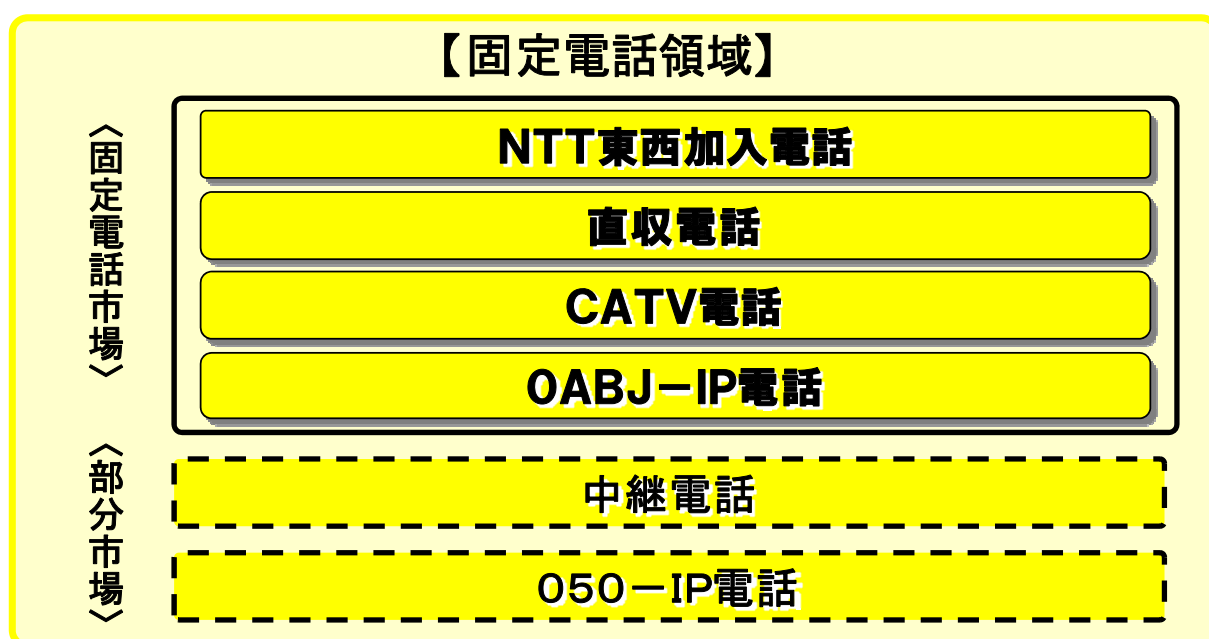 【固定電話領域】
〈固定電話市場〉
NTT東西加入電話
直収電話
CATV電話
0ABJ－IP電話
〈部分市場〉
中継電話
050－IP電話